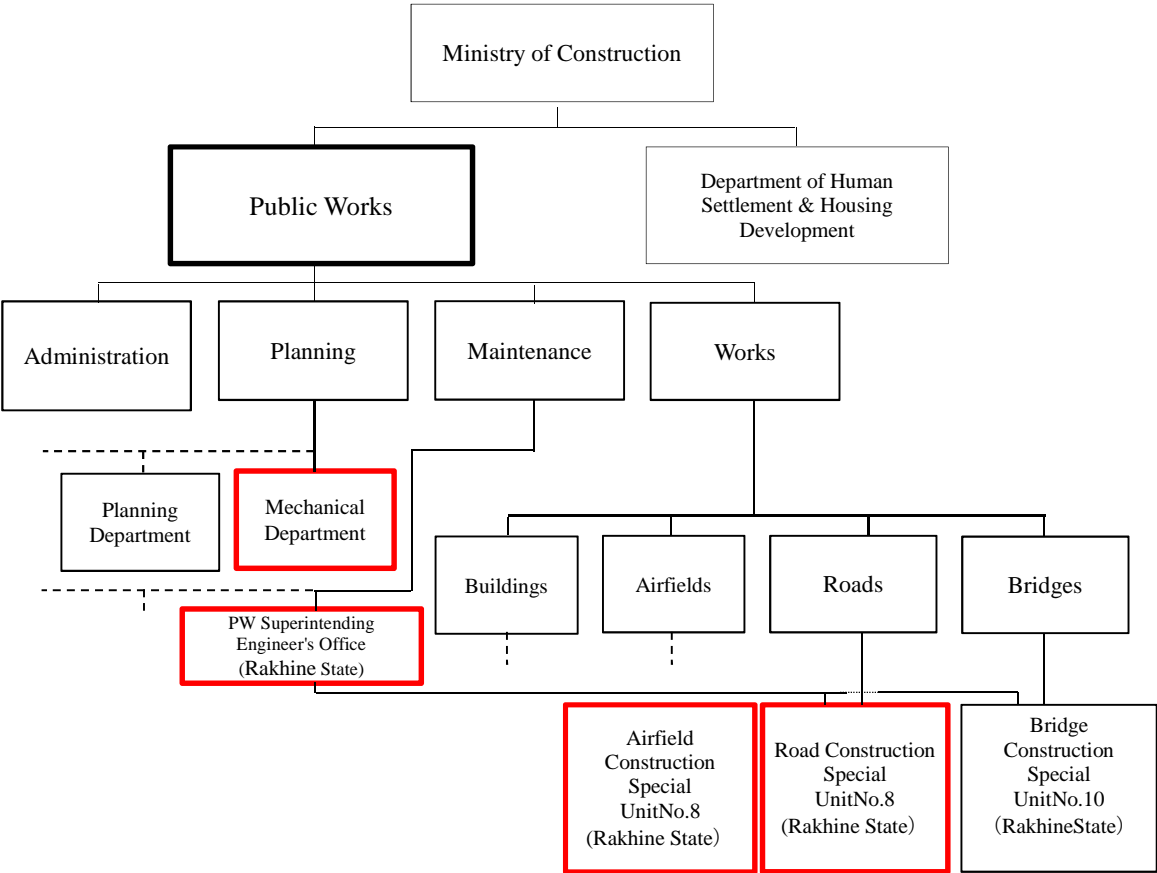 Ministry of Construction
Public Works
Department of Human
Settlement & Housing
Development
Administration
Planning
Maintenance
Works
Planning
Department
Mechanical
Department
Buildings
Airfields
Roads
Bridges
PW Superintending
Engineer's Office
(Rakhine State)
Airfield
Construction
Special
UnitNo.8
(Rakhine State）
Road Construction
Special
UnitNo.8
(Rakhine State）
Bridge
Construction
Special
UnitNo.10
（RakhineState）